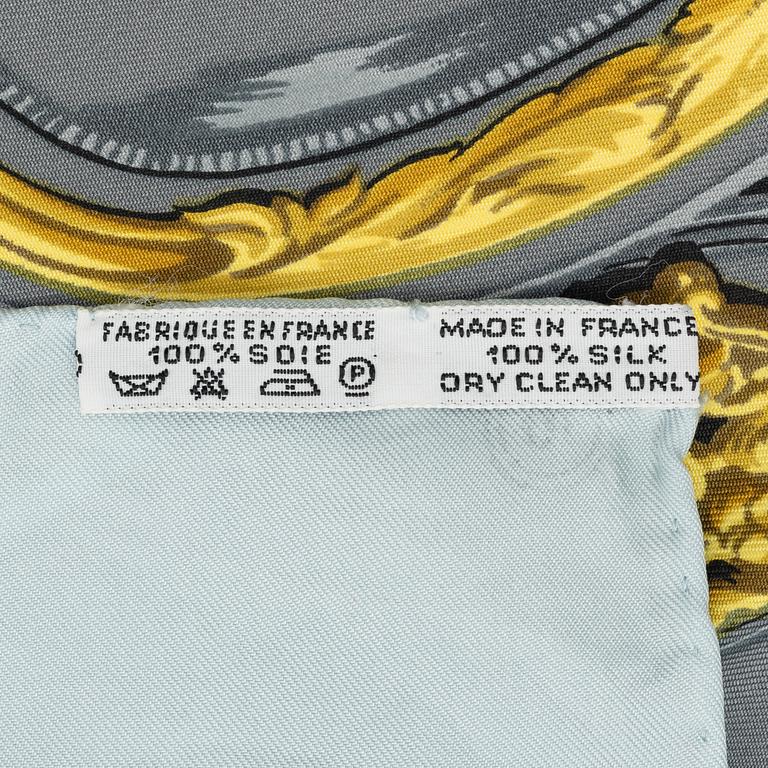 FABRIQUE EN FRANCE
100% SOIE
P
MADE IN FRANCE
100% SILK
DRY CLEAN ONLY